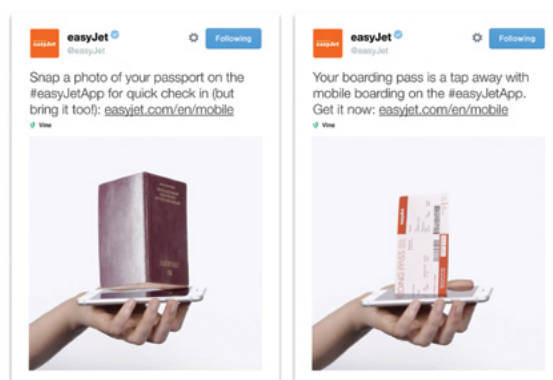 easyJet
@easyJet
Following
Snap a photo of your passport on the
#easyJetApp for quick check in (but
bring it too!): easyjet.com/en/mobile
Vine
easyJet
@easyJet
Following
Your boarding pass is a tap away with
mobile boarding on the #easyJetApp.
Get it now: easyjet.com/en/mobile
Vine